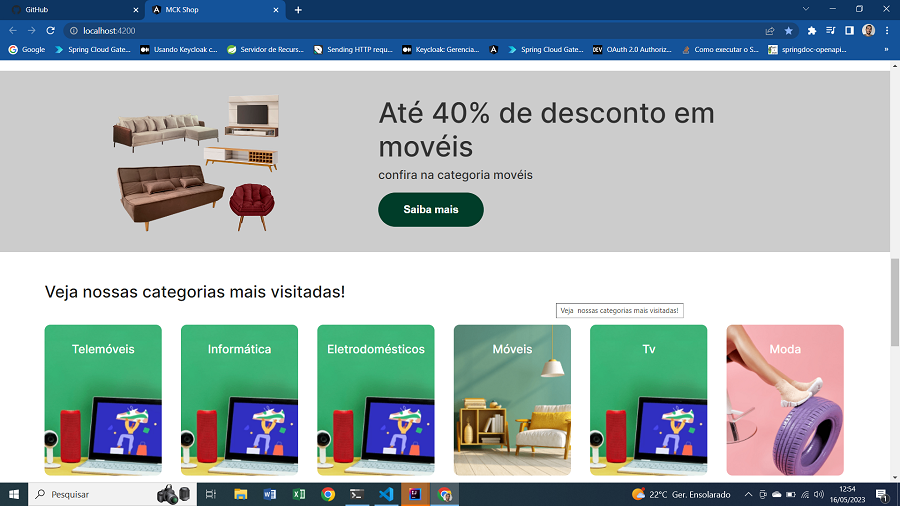 GitHub
MCK Shop
localhost:4200
Google
Spring Cloud Gate...
Usando Keycloak c...
Servidor de Recurs...
Sending HTTP requ...
Keycloak: Gerencia...
Spring Cloud Gate...
OAuth 2.0 Authoriz...
Como executar o S...
springdoc-openapi...
»
Até 40% de desconto em
movéis
confira na categoria movéis
Saiba mais
Veja nossas categorias mais visitadas!
Veja  nossas categorias mais visitadas!
Telemóveis
Informática
Eletrodomésticos
Móveis
Tv
Moda
Pesquisar
22°C Ger. Ensolarado
12:54
16/05/2023
1